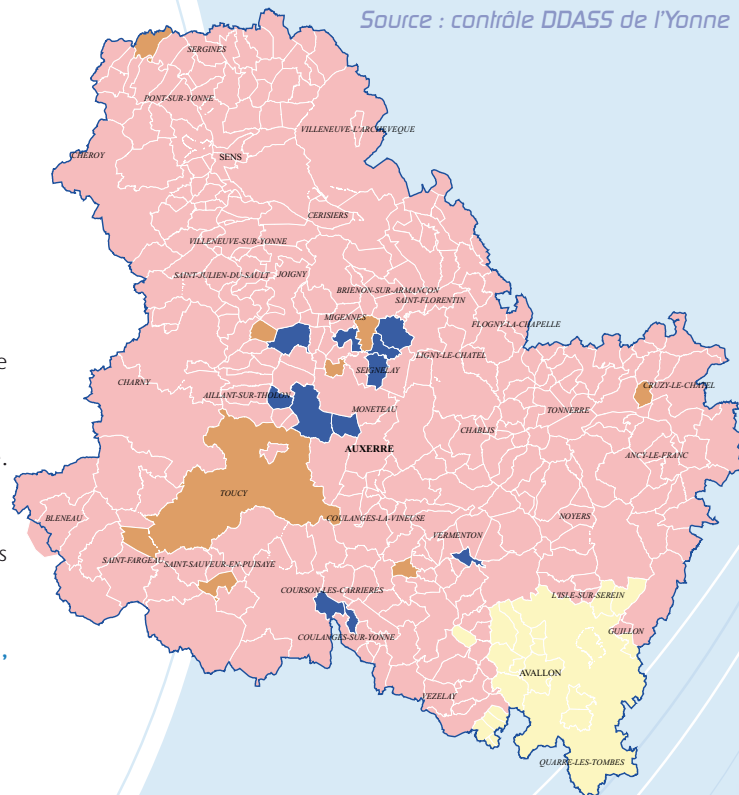 Source : contrôle DDASS de l'Yonne
SERGINES
PONT-SUR-YONNE
VILLENEUVE-L'ARCHEVEQUE
CHEROY
SENS
CERISIERS
VILLENEUVE-SUR-YONNE
SAINT-JULIEN-DU-SAULT
JOIGNY
BRIENON-SUR-ARMANCON
SAINT-FLORENTIN
MIGENNES
FLOGNY-LA-CHAPELLE
e
LIGNY-LE-CHATEL
SEIGNELAY
CHARNY
CRUZY-LE-CHATEL
AILLANT-SUR-THOLON
MONETEAU
TONNERRE
CHABLIS
AUXERRE
ANCY-LE-FRANC
.
TOUCY
BLENEAU
COULANGES-LA-VINEUSE
NOYERS
VERMENTON
s
SAINT-FARGEAU
SAINT-SAUVEUR-EN-PUISAYE
COURSON-LES-CARRIERES
L'ISLE-SUR-SEREIN
GUILLON
COULANGES-SUR-YONNE
,
AVALLON
VEZELAY
QUARRE-LES-TOMBES